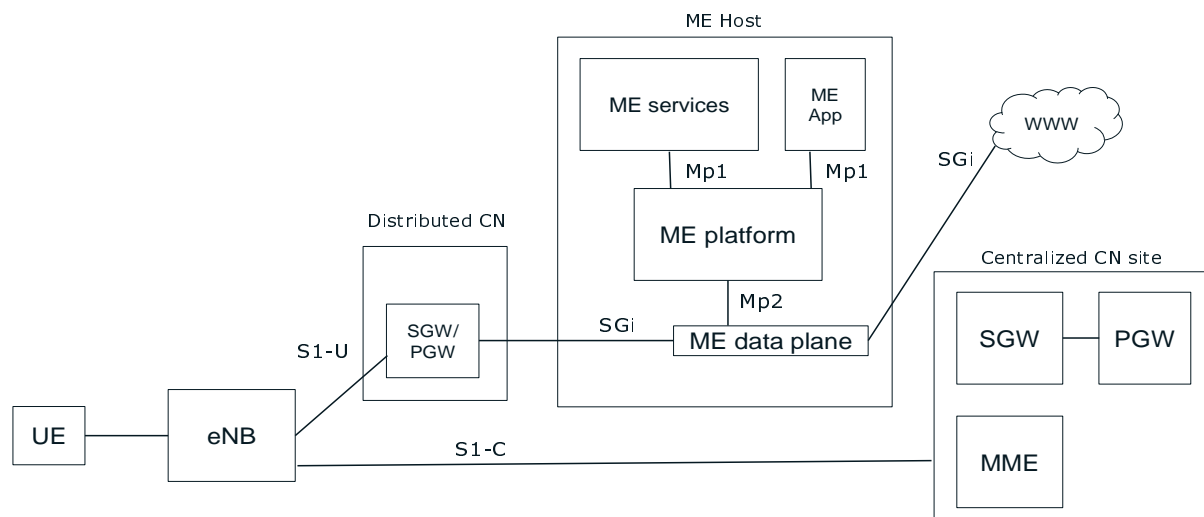 ME Host
ME services
ME
App
WWW
SGi
Mp1
Mp1
Distributed CN
ME platform
Centralized CN site
Mp2
SGi
SGW/
PGW
ME data plane
SGW
PGW
S1-U
UE
eNB
S1-C
MME